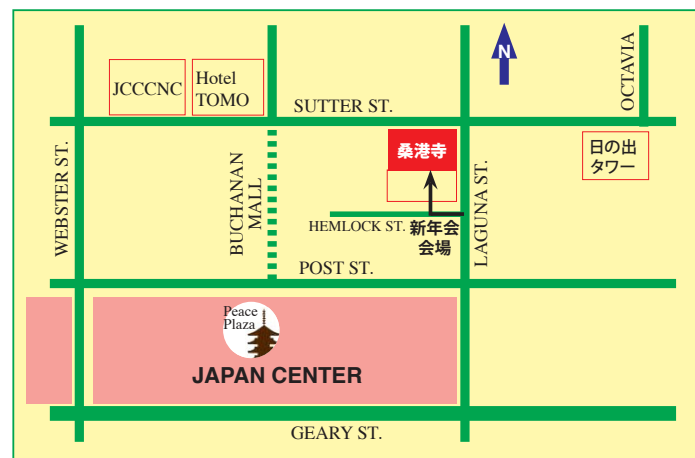 N
OCTAVIA
JCCCNC
Hotel
TOMO
SUTTER ST.
桑港寺
日の出
タワー
WEBSTER ST.
BUCHANAN
MALL
HEMLOCK ST.
新年会
会場
LAGUNA ST.
POST ST.
Peace
Plaza
JAPAN CENTER
GEARY ST.